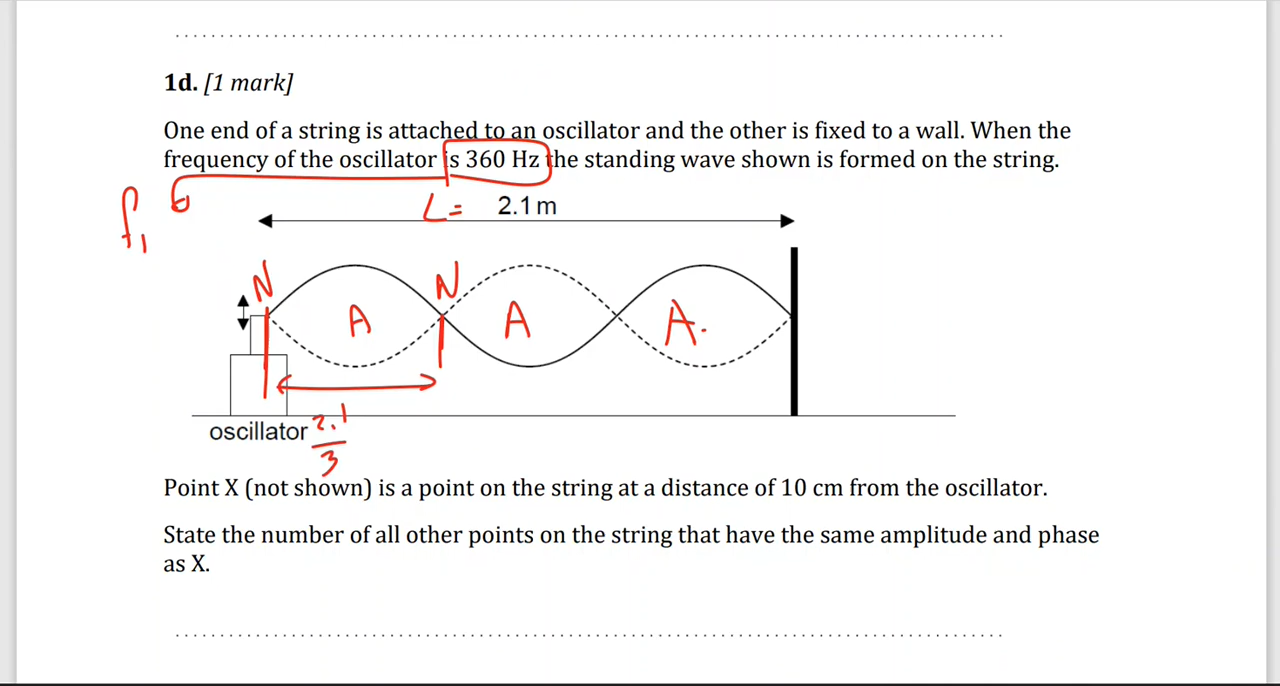 1d. [1 mark]
One end of a string is attached to an oscillator and the other is fixed to a wall. When the
frequency of the oscillator is 360 Hz the standing wave shown is formed on the string.
f1
L = 2.1 m
N N
A A A.
oscillator
2.1
3
Point X (not shown) is a point on the string at a distance of 10 cm from the oscillator.
State the number of all other points on the string that have the same amplitude and phase
as X.